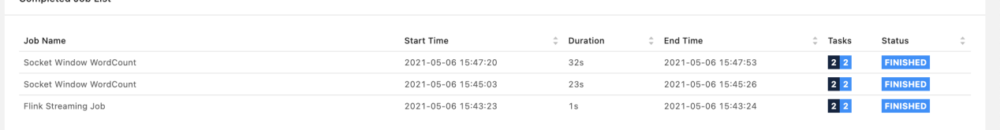 Completed Job List
Job Name Start Time Duration End Time Tasks Status
Socket Window WordCount 2021-05-06 15:47:20 32s 2021-05-06 15:47:53 2 2 FINISHED
Socket Window WordCount 2021-05-06 15:45:03 23s 2021-05-06 15:45:26 2 2 FINISHED
Flink Streaming Job 2021-05-06 15:43:23 1s 2021-05-06 15:43:24 2 2 FINISHED